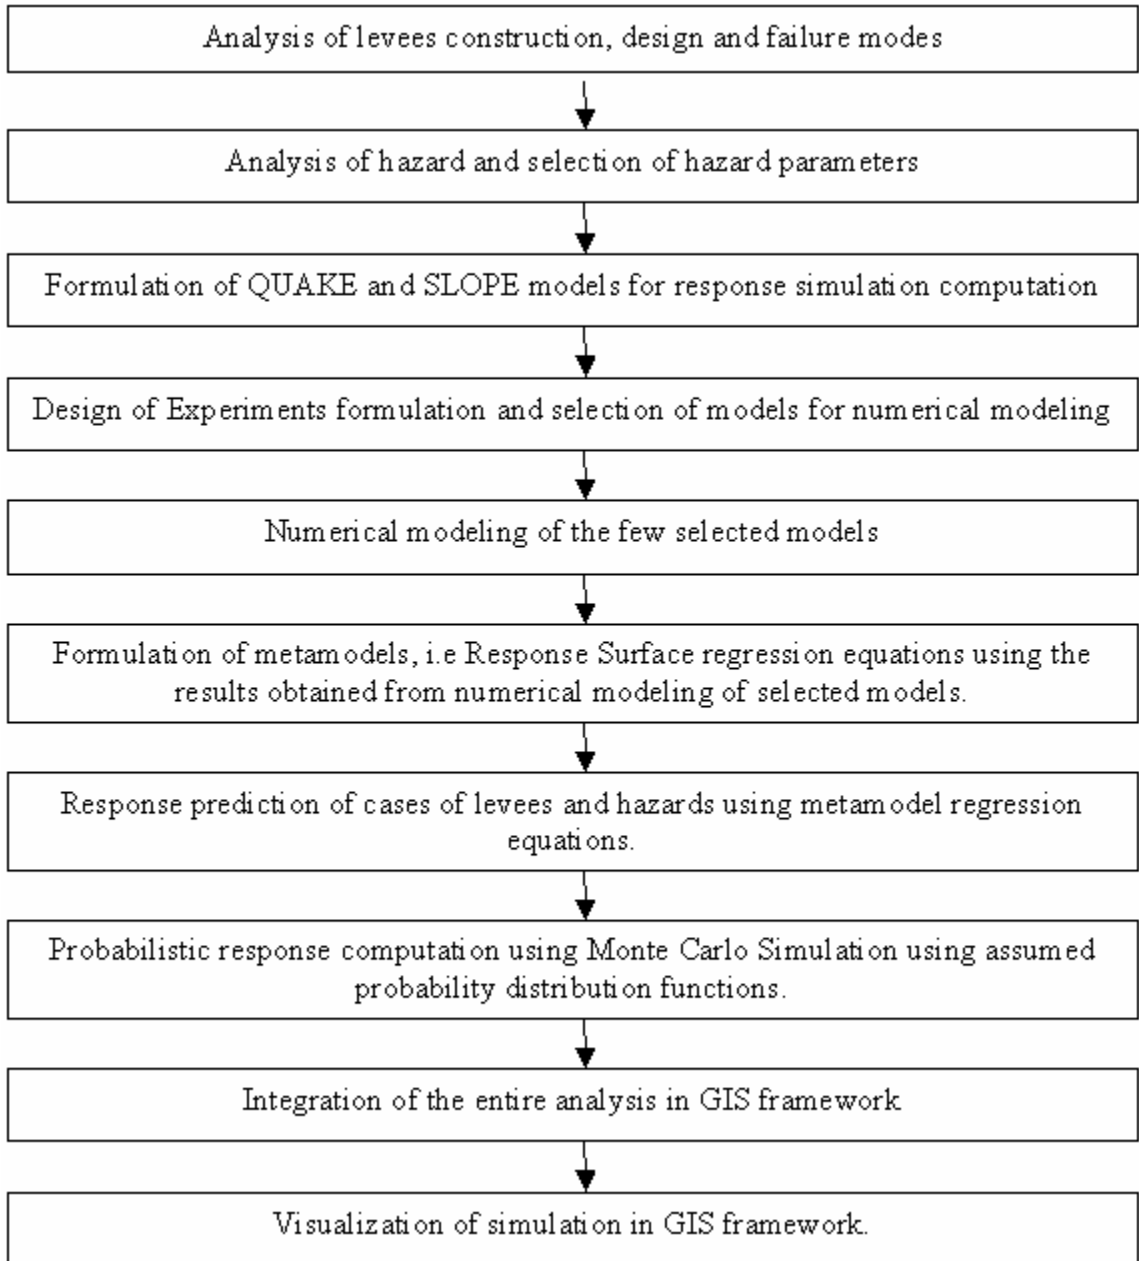 Analysis of levees construction, design and failure modes
Analysis of hazard and selection of hazard parameters
Formulation of QUAKE and SLOPE models for response simulation computation
Design of Experiments formulation and selection of models for numerical modeling
Numerical modeling of the few selected models
Formulation of metamodels, i.e Response Surface regression equations using the
results obtained from numerical modeling of selected models.
Response prediction of cases of levees and hazards using metamodel regression
equations.
Probabilistic response computation using Monte Carlo Simulation using assumed
probability distribution functions.
Integration of the entire analysis in GIS framework
Visualization of simulation in GIS framework.